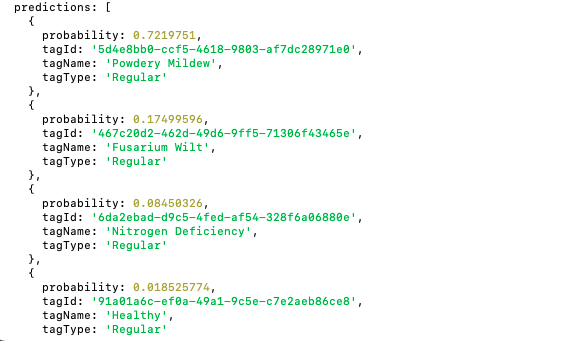 predictions: [
{
probability: 0.7219751,
tagId: '5d4e8bb0-ccf5-4618-9803-af7dc28971e0',
tagName: 'Powdery Mildew',
tagType: 'Regular'
},
{
probability: 0.17499596,
tagId: '467c20d2-462d-49d6-9ff5-71306f43465e',
tagName: 'Fusarium Wilt',
tagType: 'Regular'
},
{
probability: 0.08450326,
tagId: '6da2ebad-d9c5-4fed-af54-328f6a06880e',
tagName: 'Nitrogen Deficiency',
tagType: 'Regular'
},
{
probability: 0.018525774,
tagId: '91a01a6c-ef0a-49a1-9c5e-c7e2aeb86ce8',
tagName: 'Healthy',
tagType: 'Regular'